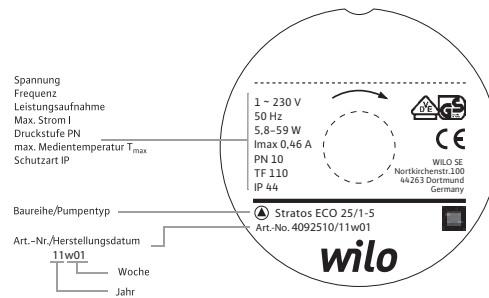 Spannung
Frequenz
Leistungsaufnahme
Max. Strom I
Druckstufe PN
max. Medientemperatur Tmax
Schutzart IP
1 ~ 230 V
50 Hz
5,8–59 W
Imax 0,46 A
PN 10
TF 110
IP 44
VDE GS
CE
WILO SE
Nortkirchenstr.100
44263 Dortmund
Germany
Baureihe/Pumpentyp
Stratos ECO 25/1-5
Art.-Nr./Herstellungsdatum
Art.-No. 4092510/11w01
11w01
Woche
Jahr
wilo